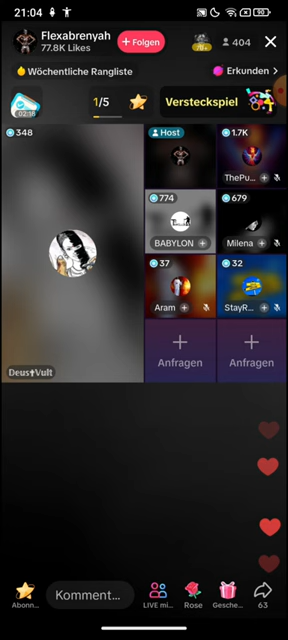 21:04
90
Flexabrenyah
77.8K Likes
+ Folgen
404
Wöchentliche Rangliste
Erkunden >
02:18
1/5
Versteckspiel
348
Host
1.7K
ThePu...
774
679
BABYLON
Milena
37
32
Aram
StayR...
Deus Vult
Anfragen
Anfragen
Abonn...
Komment...
LIVE mi...
Rose
Gesche...
63